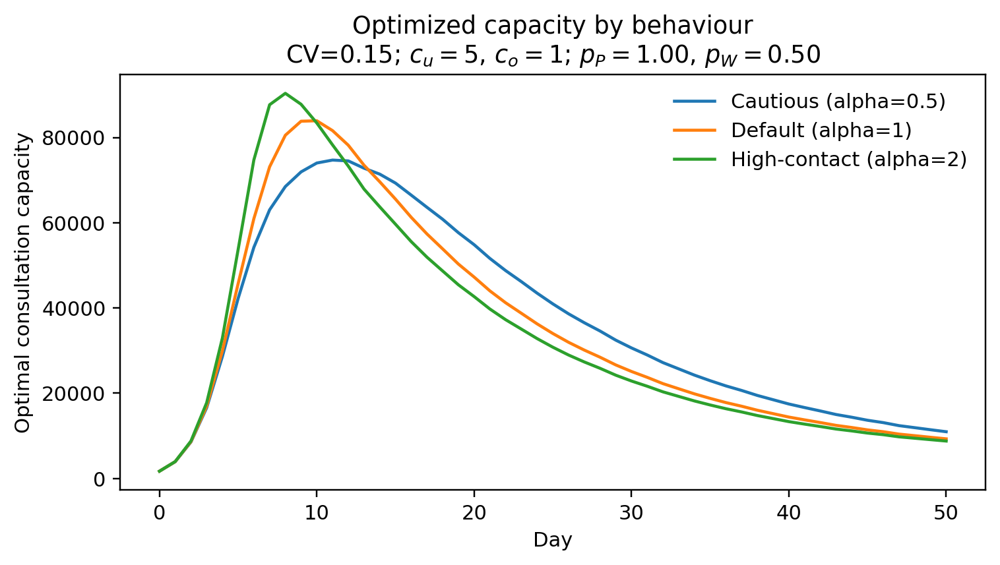 Optimized capacity by behaviour
CV=0.15; $c_u = 5$, $c_o = 1$; $p_P = 1.00$, $p_W = 0.50$
Cautious (alpha=0.5)
Default (alpha=1)
High-contact (alpha=2)
Optimal consultation capacity
80000
60000
40000
20000
0
0 10 20 30 40 50
Day